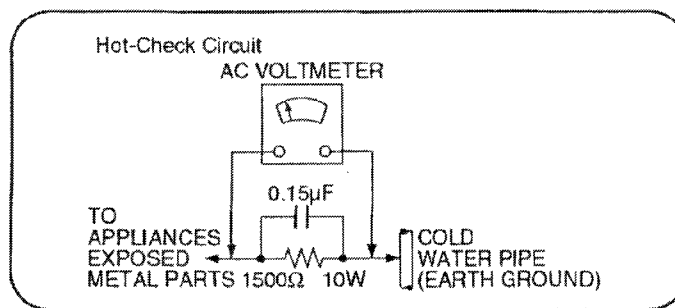 Hot-Check Circuit
AC VOLTMETER
0.15µF
TO
APPLIANCES
EXPOSED
METAL PARTS
1500Ω
10W
COLD
WATER PIPE
(EARTH GROUND)